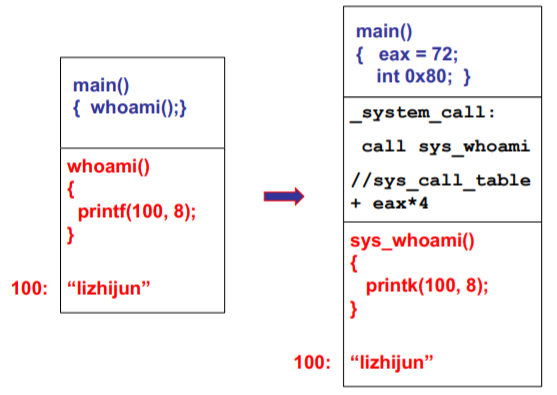 main()
{ whoami();}
whoami()
{
printf(100, 8);
}
100: “lizhijun”
main()
{ eax = 72;
int 0x80; }
_system_call:
call sys_whoami
//sys_call_table
+ eax*4
sys_whoami()
{
printk(100, 8);
}
100: “lizhijun”